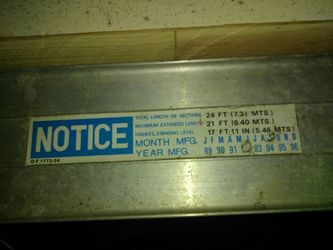 NOTICE
D-F.1773-24
TOTAL LENGTH OF SECTIONS 24 FT (7.31 MTS.)
MAXIMUM EXTENDED LENGTH 21 FT (6.40 MTS.)
HIGHEST STANDING LEVEL 17 FT-11 IN (5.46 MTS)
MONTH MFG. J F M A M J J A S O N D
YEAR MFG. 89 90 91 93 94 95 96